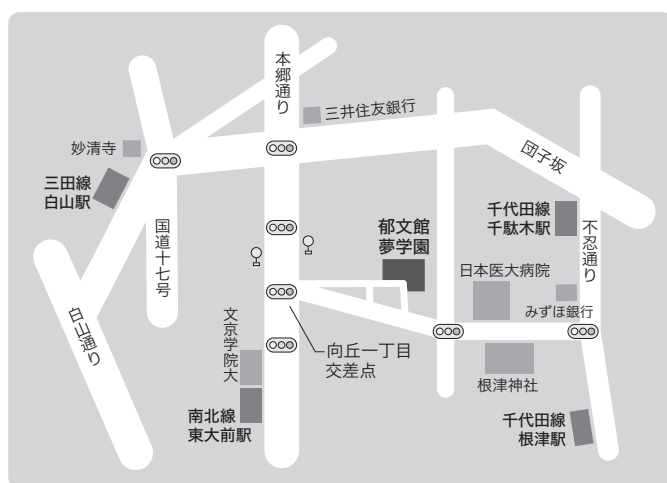 本郷通り
三井住友銀行
妙清寺
団子坂
三田線
白山駅
国道十七号
郁文館
夢学園
千代田線
千駄木駅
不忍通り
日本医大病院
みずほ銀行
白山通り
文京学院大
向丘一丁目
交差点
根津神社
南北線
東大前駅
千代田線
根津駅